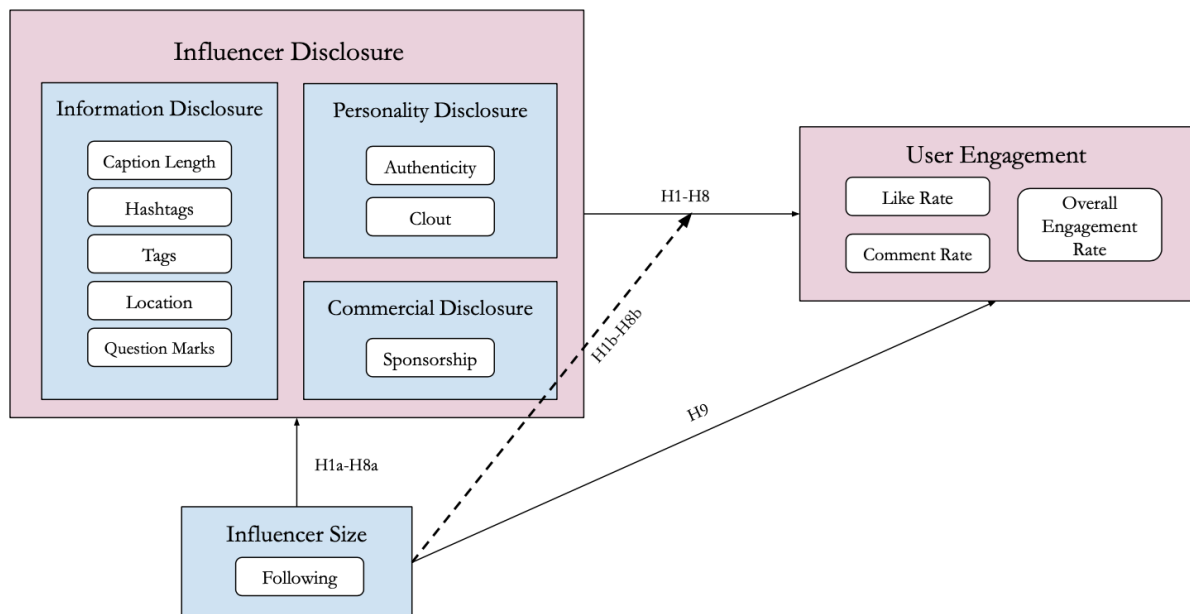 Influencer Disclosure
Information Disclosure
Caption Length
Hashtags
Tags
Location
Question Marks
Personality Disclosure
Authenticity
Clout
Commercial Disclosure
Sponsorship
H1-H8
User Engagement
Like Rate
Comment Rate
Overall
Engagement
Rate
H1b-H8b
H9
H1a-H8a
Influencer Size
Following